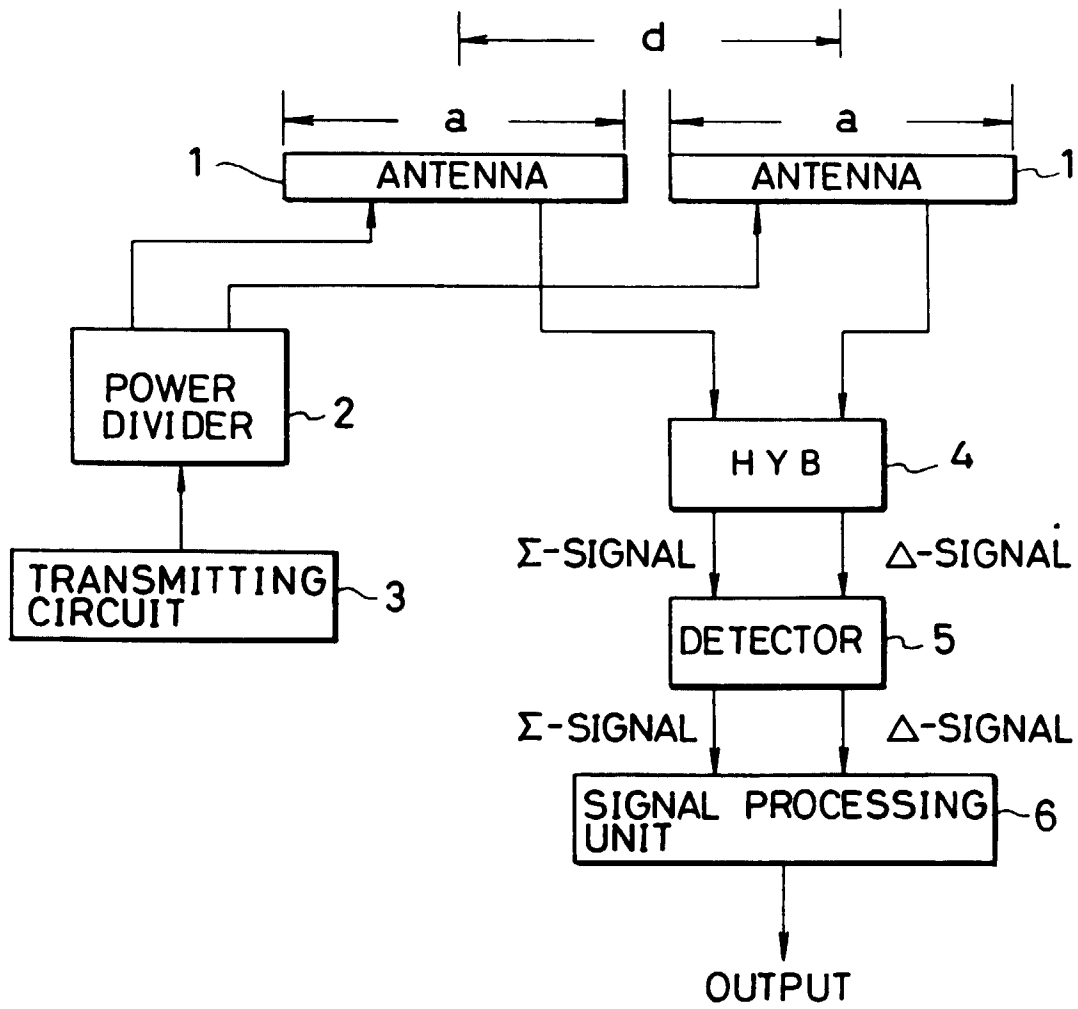 d
a
a
1
ANTENNA
ANTENNA
1
POWER
DIVIDER
2
HYB
4
Σ-SIGNAL
Δ-SIGNAL
TRANSMITTING
CIRCUIT
3
DETECTOR
5
Σ-SIGNAL
Δ-SIGNAL
SIGNAL PROCESSING
UNIT
6
OUTPUT